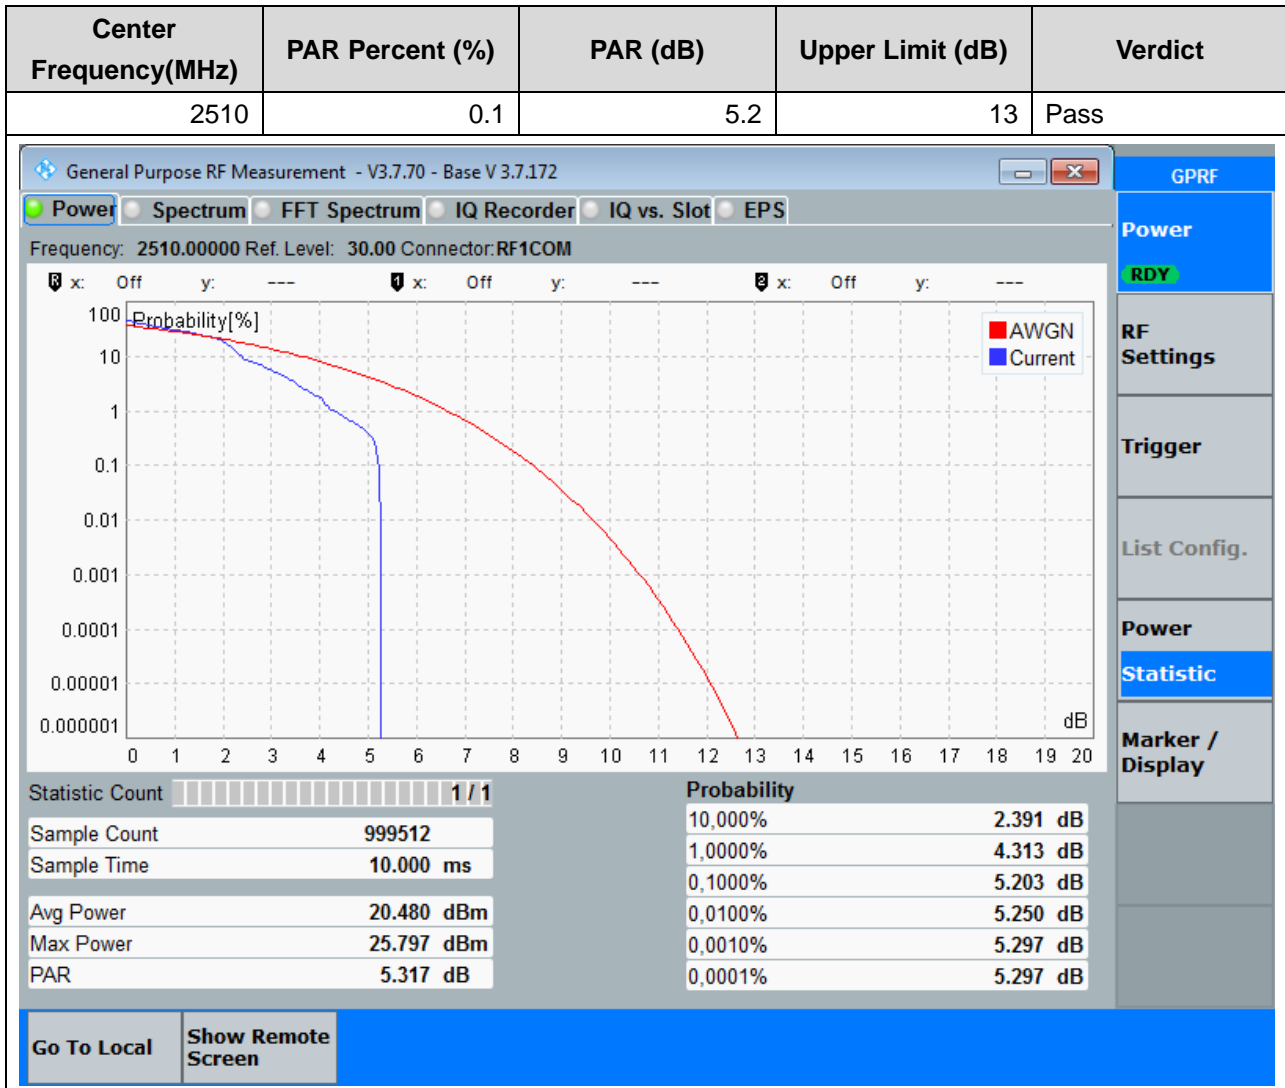 Center Frequency(MHz) PAR Percent (%) PAR (dB) Upper Limit (dB) Verdict
2510 0.1 5.2 13 Pass
General Purpose RF Measurement - V3.7.70 - Base V 3.7.172
GPRF
Power Spectrum FFT Spectrum IQ Recorder IQ vs. Slot EPS
Frequency: 2510.00000 Ref. Level: 30.00 Connector:RF1COM
R x: Off y: --- 1 x: Off y: --- 2 x: Off y: ---
Probability[%]
AWGN
Current
100
10
1
0.1
0.01
0.001
0.0001
0.00001
0.000001
dB
0 1 2 3 4 5 6 7 8 9 10 11 12 13 14 15 16 17 18 19 20
Statistic Count 1 / 1
Sample Count 999512
Sample Time 10.000 ms
Avg Power 20.480 dBm
Max Power 25.797 dBm
PAR 5.317 dB
Probability
10,000% 2.391 dB
1,0000% 4.313 dB
0,1000% 5.203 dB
0,0100% 5.250 dB
0,0010% 5.297 dB
0,0001% 5.297 dB
Power
RDY
RF
Settings
Trigger
List Config.
Power
Statistic
Marker /
Display
Go To Local
Show Remote
Screen